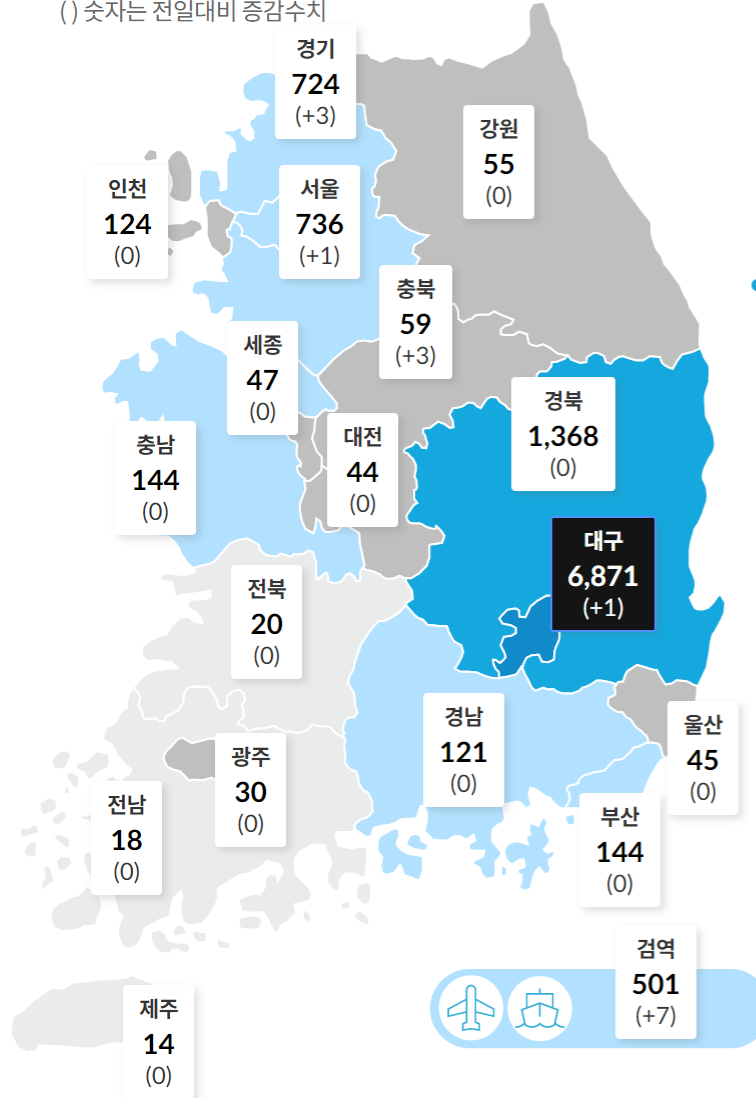 ( ) 숫자는 전일대비 증감수치
경기
724
(+3)
강원
55
(0)
인천
124
(0)
서울
736
(+1)
충북
59
(+3)
세종
47
(0)
경북
1,368
(0)
대전
44
(0)
충남
144
(0)
대구
6,871
(+1)
전북
20
(0)
경남
121
(0)
울산
45
(0)
광주
30
(0)
전남
18
(0)
부산
144
(0)
검역
501
(+7)
제주
14
(0)